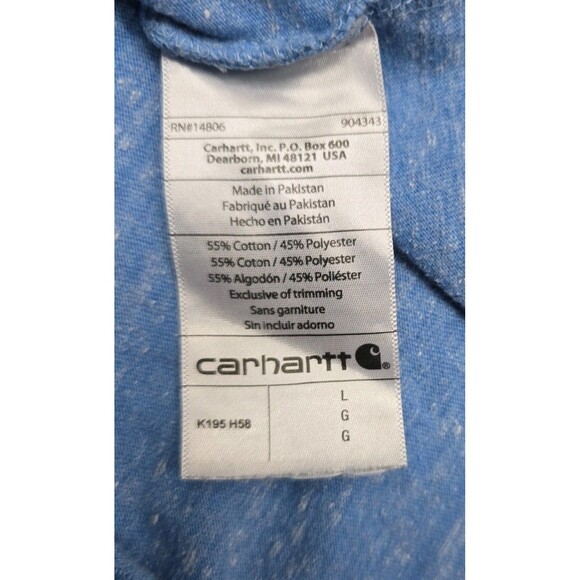 RN#14806 904343
Carhartt, Inc. P.O. Box 600
Dearborn, MI 48121 USA
carhartt.com
Made in Pakistan
Fabriqué au Pakistan
Hecho en Pakistán
55% Cotton / 45% Polyester
55% Coton / 45% Polyester
55% Algodón / 45% Poliéster
Exclusive of trimming
Sans garniture
Sin incluir adorno
carhartt®
K195 H58
L
G
G